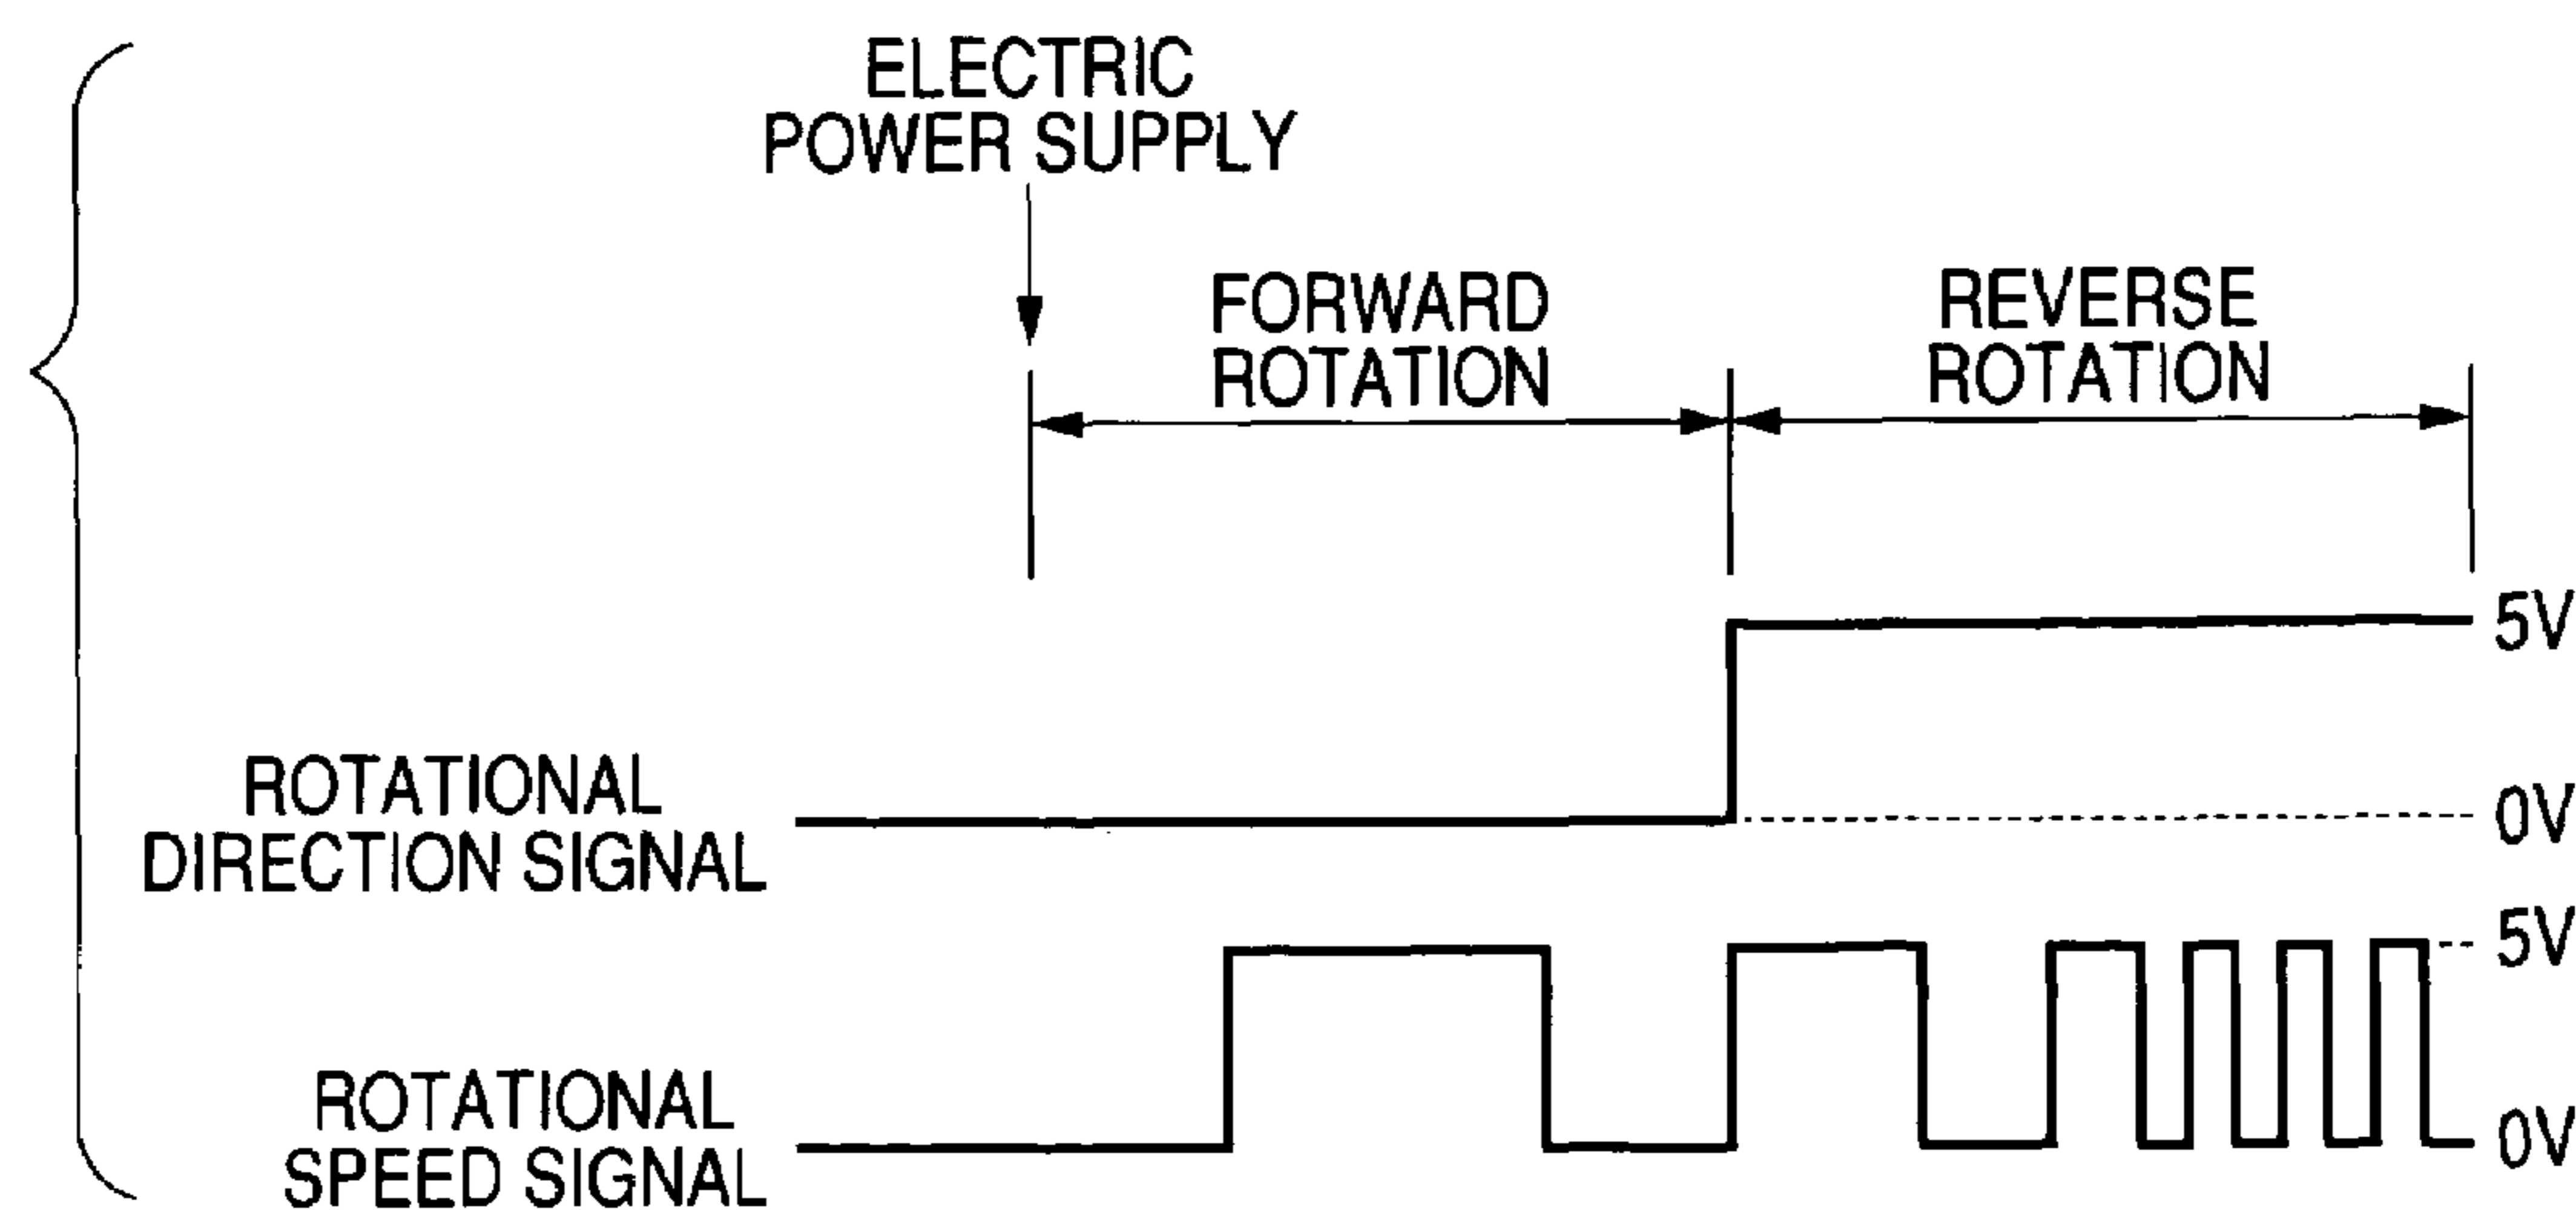 ELECTRIC
POWER SUPPLY
FORWARD
ROTATION
REVERSE
ROTATION
5V
0V
ROTATIONAL
DIRECTION SIGNAL
5V
0V
ROTATIONAL
SPEED SIGNAL